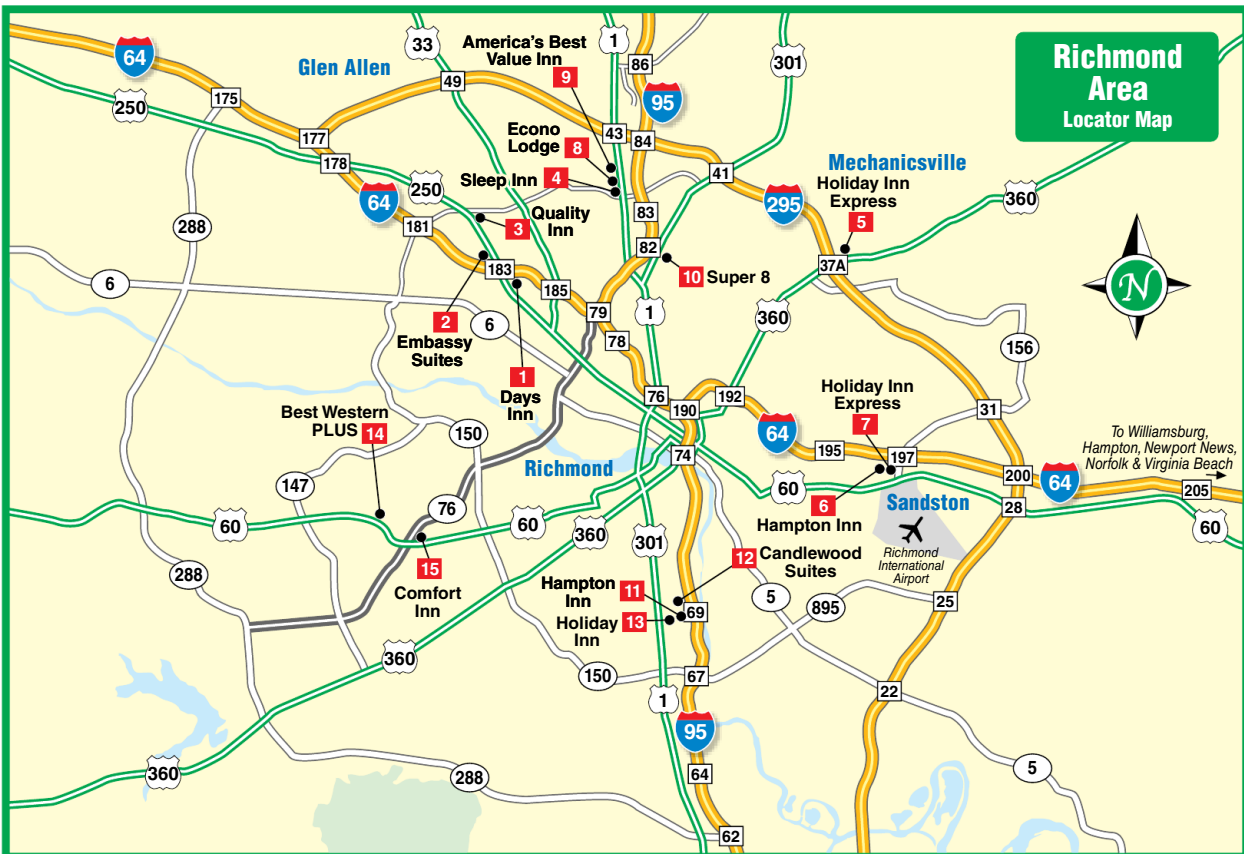 Richmond
Area
Locator Map
33
1
301
America's Best
Value Inn
9
86
64
Glen Allen
49
95
175
250
43
84
177
Econo
Lodge
8
178
Mechanicsville
41
Sleep Inn
4
Holiday Inn
Express
5
250
64
360
295
3
Quality
Inn
83
288
181
82
37A
183
10
Super 8
6
185
N
2
Embassy
Suites
6
79
1
360
78
156
1
Days
Inn
76
192
Holiday Inn
Express
7
190
31
Best Western
PLUS
14
150
64
To Williamsburg,
Hampton, Newport News,
Norfolk & Virginia Beach
195
197
Richmond
74
200
64
205
147
60
6
Hampton Inn
Sandston
28
76
60
60
360
60
301
Richmond
International
Airport
15
Comfort
Inn
12
Candlewood
Suites
288
Hampton
Inn
11
5
895
25
69
Holiday
Inn
13
360
150
67
22
1
95
360
288
64
5
62